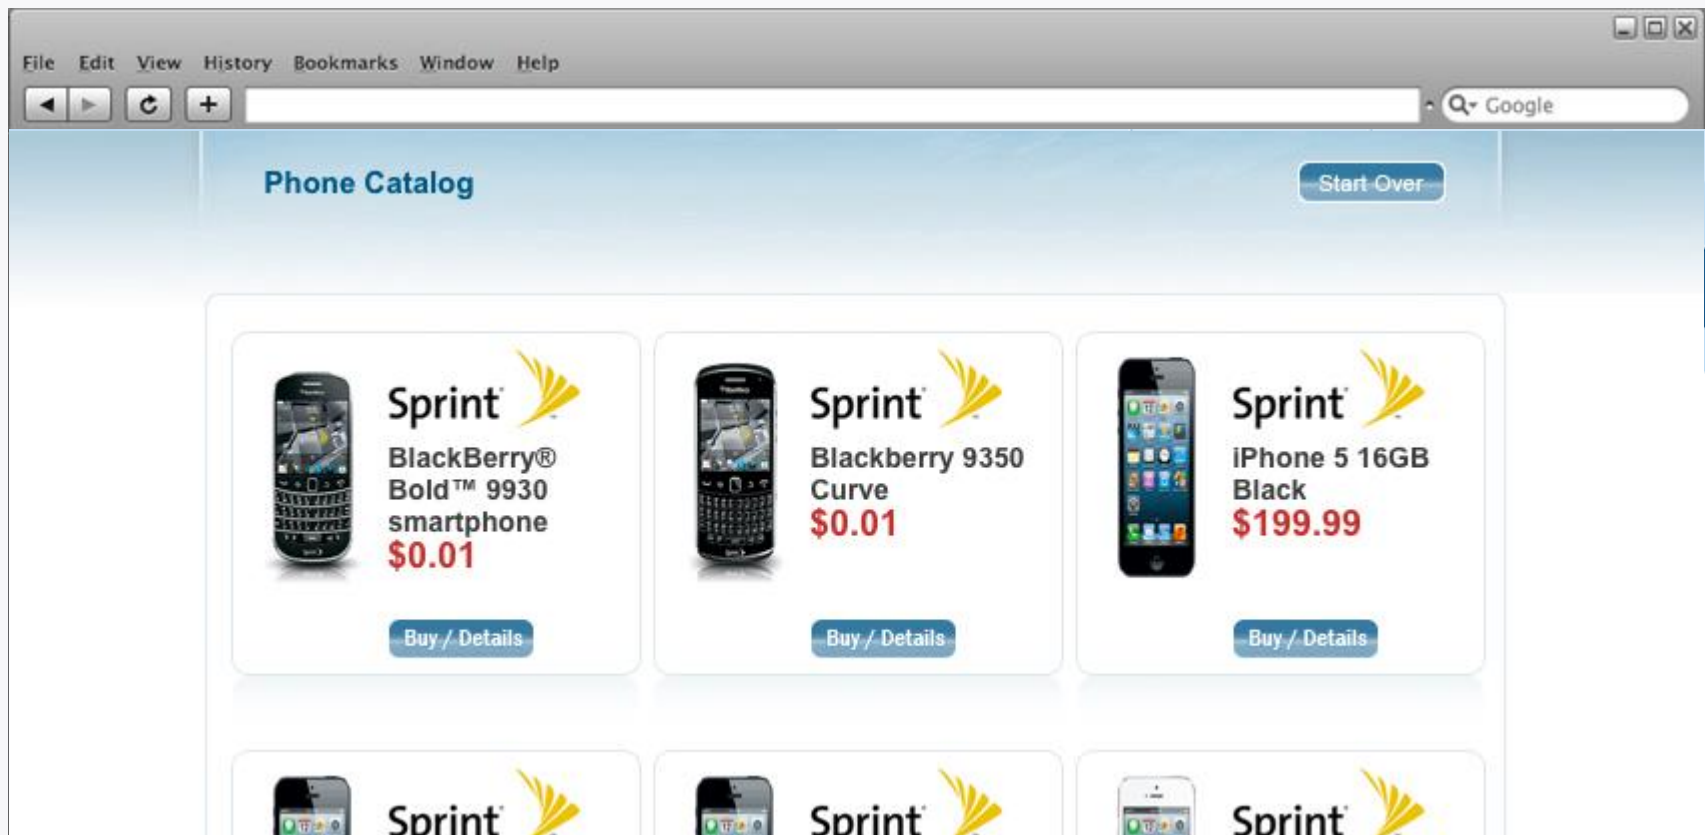 File Edit View History Bookmarks Window Help
Google
Phone Catalog
Start Over
Sprint
BlackBerry®
Bold™ 9930
smartphone
$0.01
Buy / Details
Sprint
Blackberry 9350
Curve
$0.01
Buy / Details
Sprint
iPhone 5 16GB
Black
$199.99
Buy / Details
Sprint
Sprint
Sprint